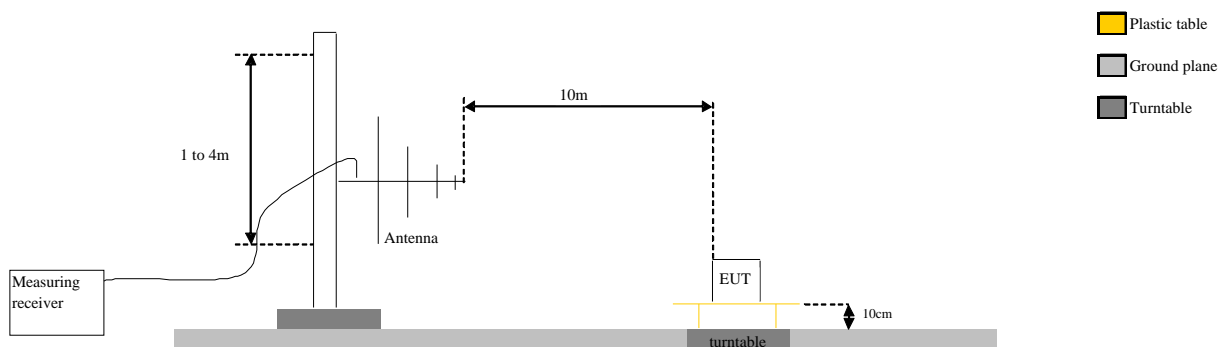 Plastic table
Ground plane
Turntable
10m
1 to 4m
Antenna
Measuring
receiver
EUT
10cm
turntable